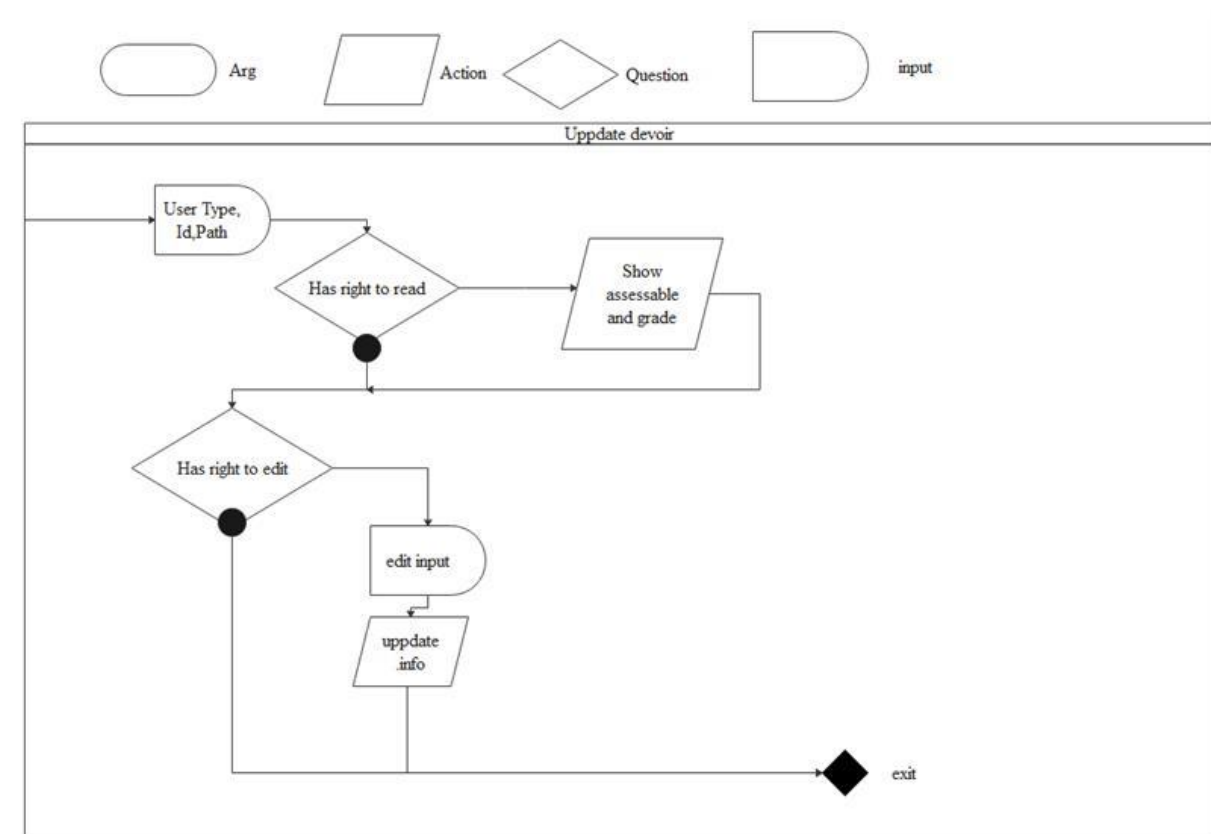 Arg
Action
Question
input
Uppdate devoir
User Type,
Id,Path
Has right to read
Show
assessable
and grade
Has right to edit
edit input
uppdate
.info
exit